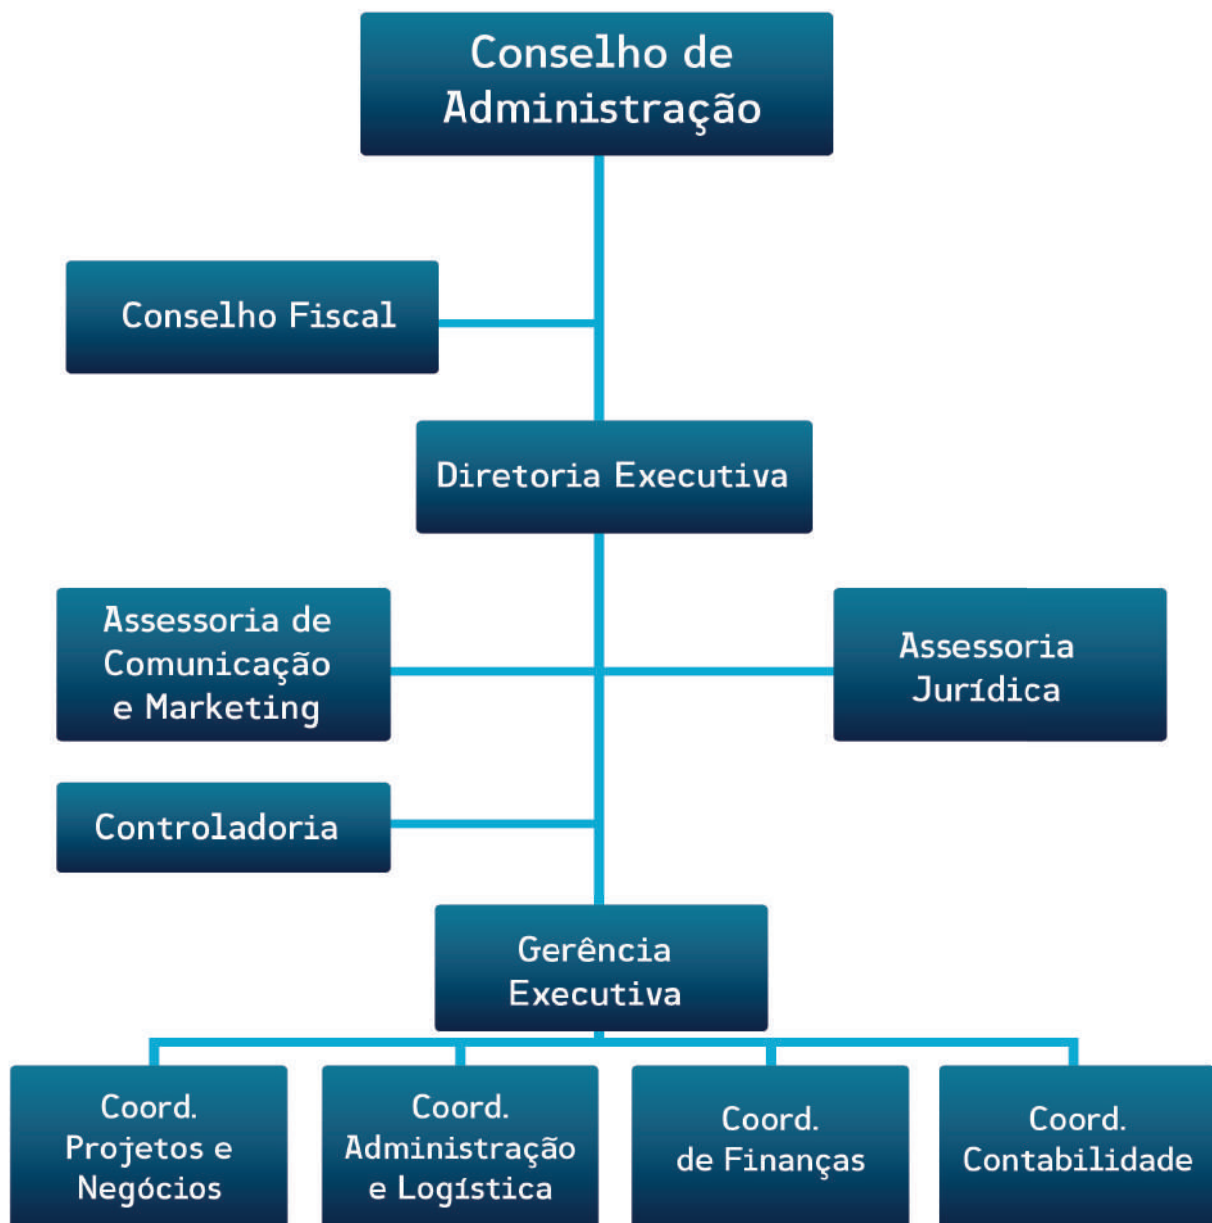 Conselho de
Administração
Conselho Fiscal
Diretoria Executiva
Assessoria de
Comunicação
e Marketing
Assessoria
Jurídica
Controladoria
Gerência
Executiva
Coord.
Projetos e
Negócios
Coord.
Administração
e Logística
Coord.
de Finanças
Coord.
Contabilidade